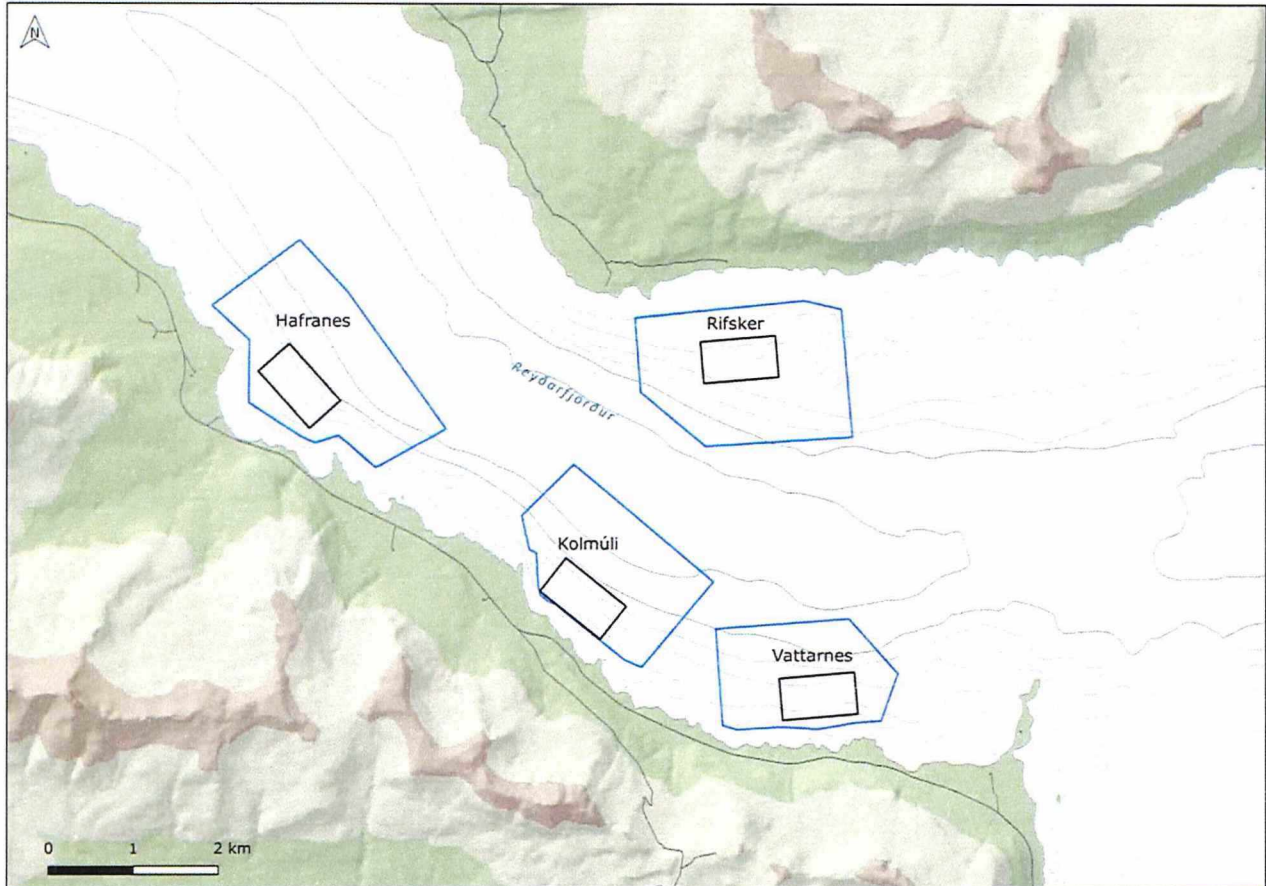 N
Hafranes
Rifsker
Reyðarfjörður
Kolmúli
Vattarnes
0 1 2 km